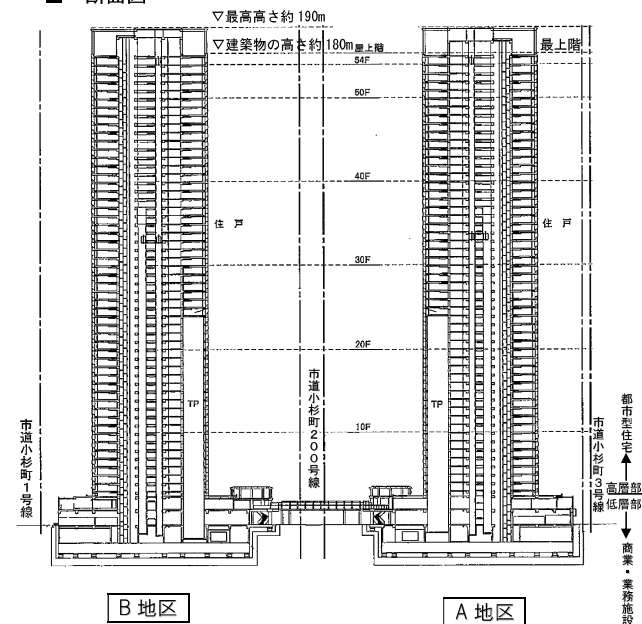 ▽最高高さ約190m
▽建築物の高さ約180m
最上階
最上階
54F
50F
40F
住戸
住戸
30F
20F
市道小杉町200号線
TP
TP
10F
市道小杉町1号線
市道小杉町3号線
都市型住宅
高層部
低層部
商業・業務施設
B地区
A地区